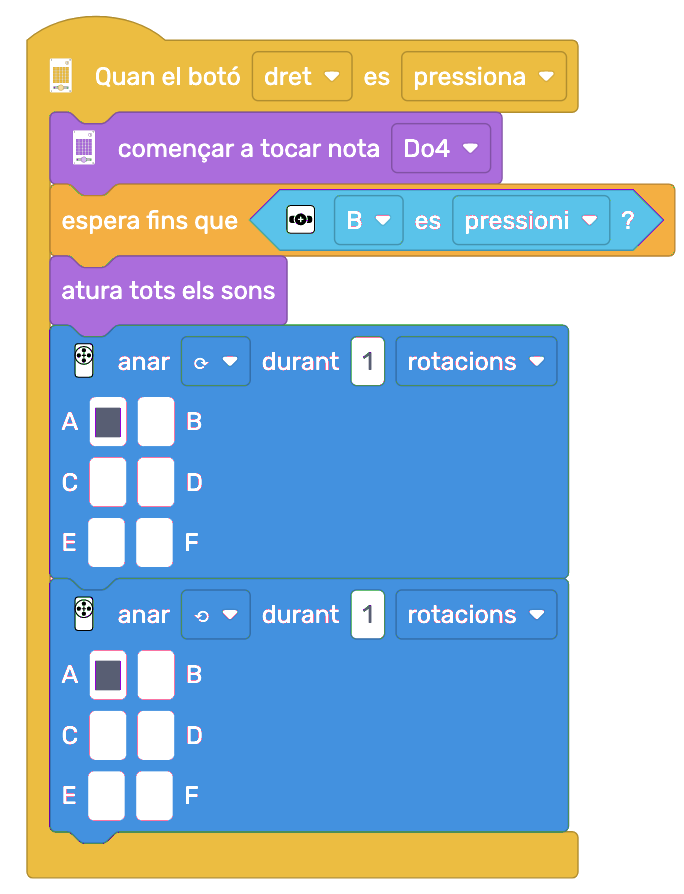 Quan el botó dret es pressiona
començar a tocar nota Do4
espera fins que B es pressioni ?
atura tots els sons
anar ⟳ durant 1 rotacions
A B
C D
E F
anar ⟲ durant 1 rotacions
A B
C D
E F